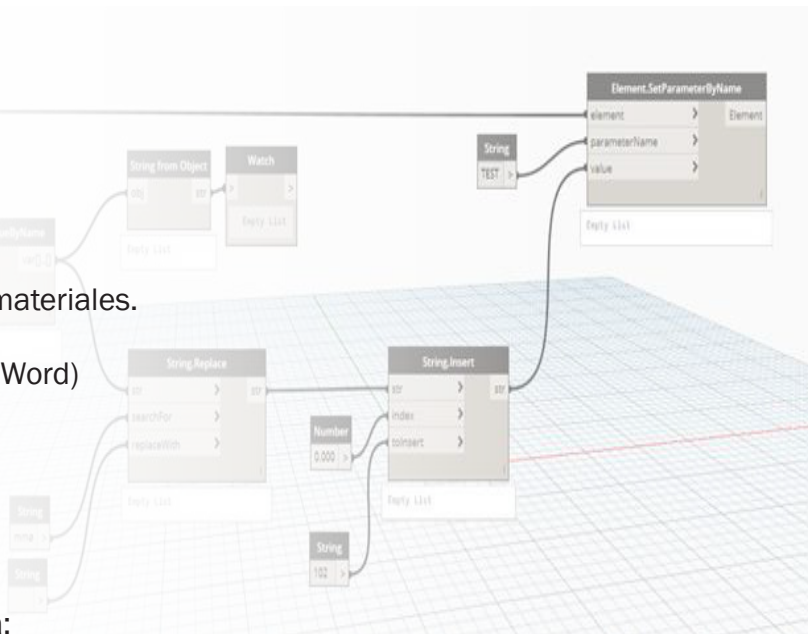 Element.SetParameterByName
element > Element
parameterName >
value >
Empty List
String
TEST >
String from Object
obj str
Empty List
Watch
> >
Empty List
materiales.
Word)
String.Replace
str > str
searchFor >
replaceWith >
Empty List
String.Insert
str > str
index >
toInsert >
Empty List
Number
0.000 >
String
>
String
>
String
102 >
: